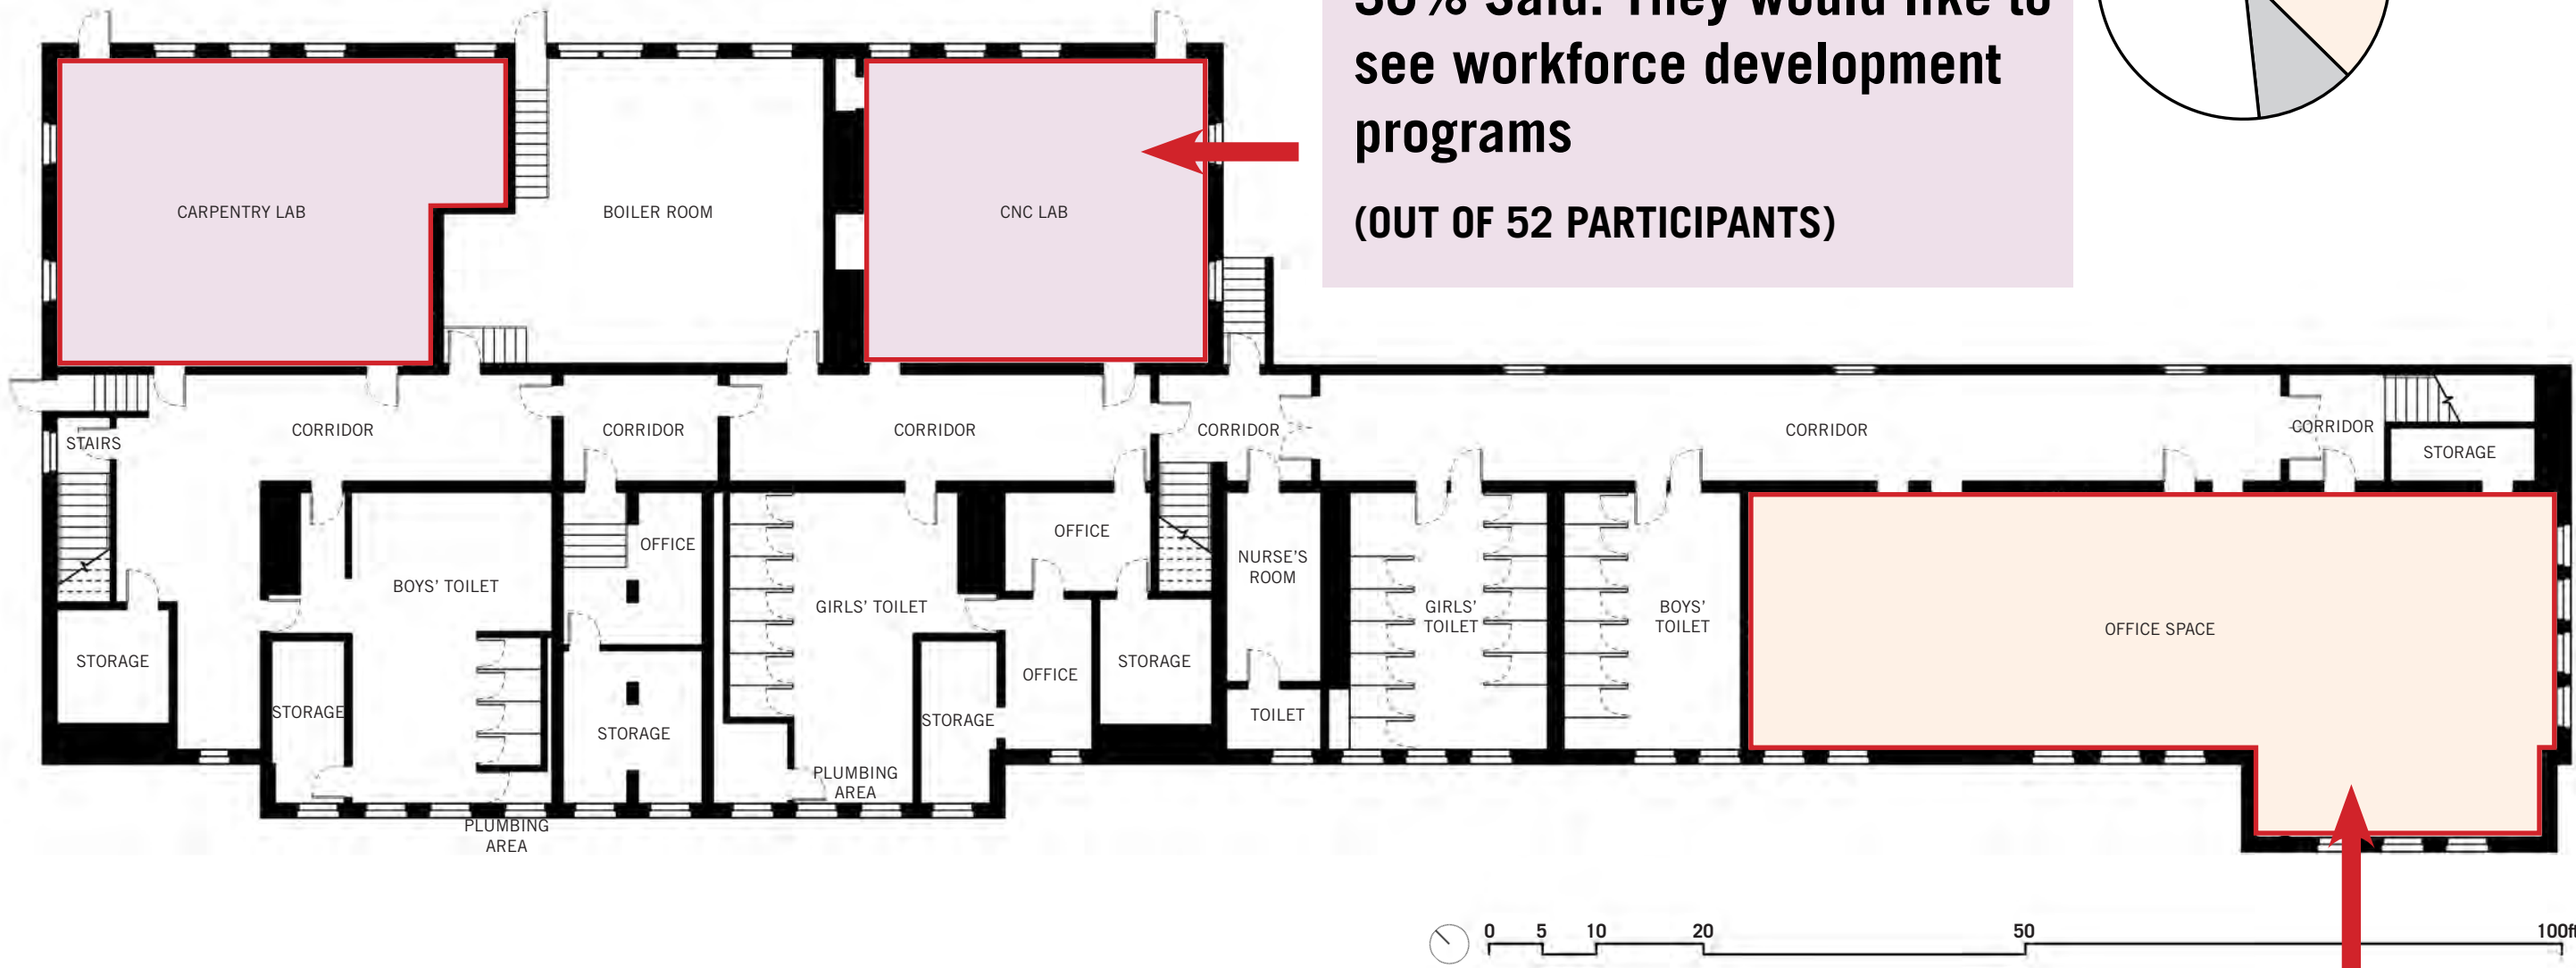 see workforce development
programs
(OUT OF 52 PARTICIPANTS)
CARPENTRY LAB
BOILER ROOM
CNC LAB
STAIRS
CORRIDOR
CORRIDOR
CORRIDOR
CORRIDOR
CORRIDOR
CORRIDOR
STORAGE
OFFICE
OFFICE
NURSE'S
ROOM
BOYS' TOILET
GIRLS' TOILET
GIRLS'
TOILET
BOYS'
TOILET
OFFICE SPACE
STORAGE
STORAGE
STORAGE
STORAGE
OFFICE
STORAGE
TOILET
PLUMBING
AREA
PLUMBING
AREA
0 5 10 20 50 100ft